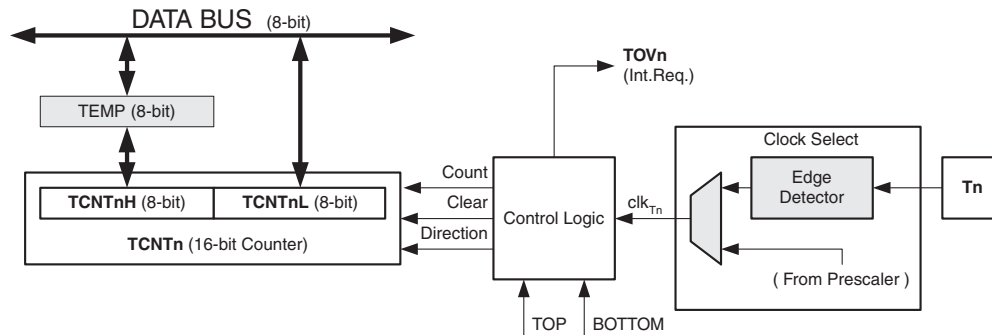 DATA BUS (8-bit)
TOVn
(Int.Req.)
TEMP (8-bit)
Clock Select
Count
Edge
Detector
Tn
TCNTnH (8-bit) TCNTnL (8-bit)
Clear
Control Logic
clkTn
TCNTn (16-bit Counter)
Direction
( From Prescaler )
TOP
BOTTOM